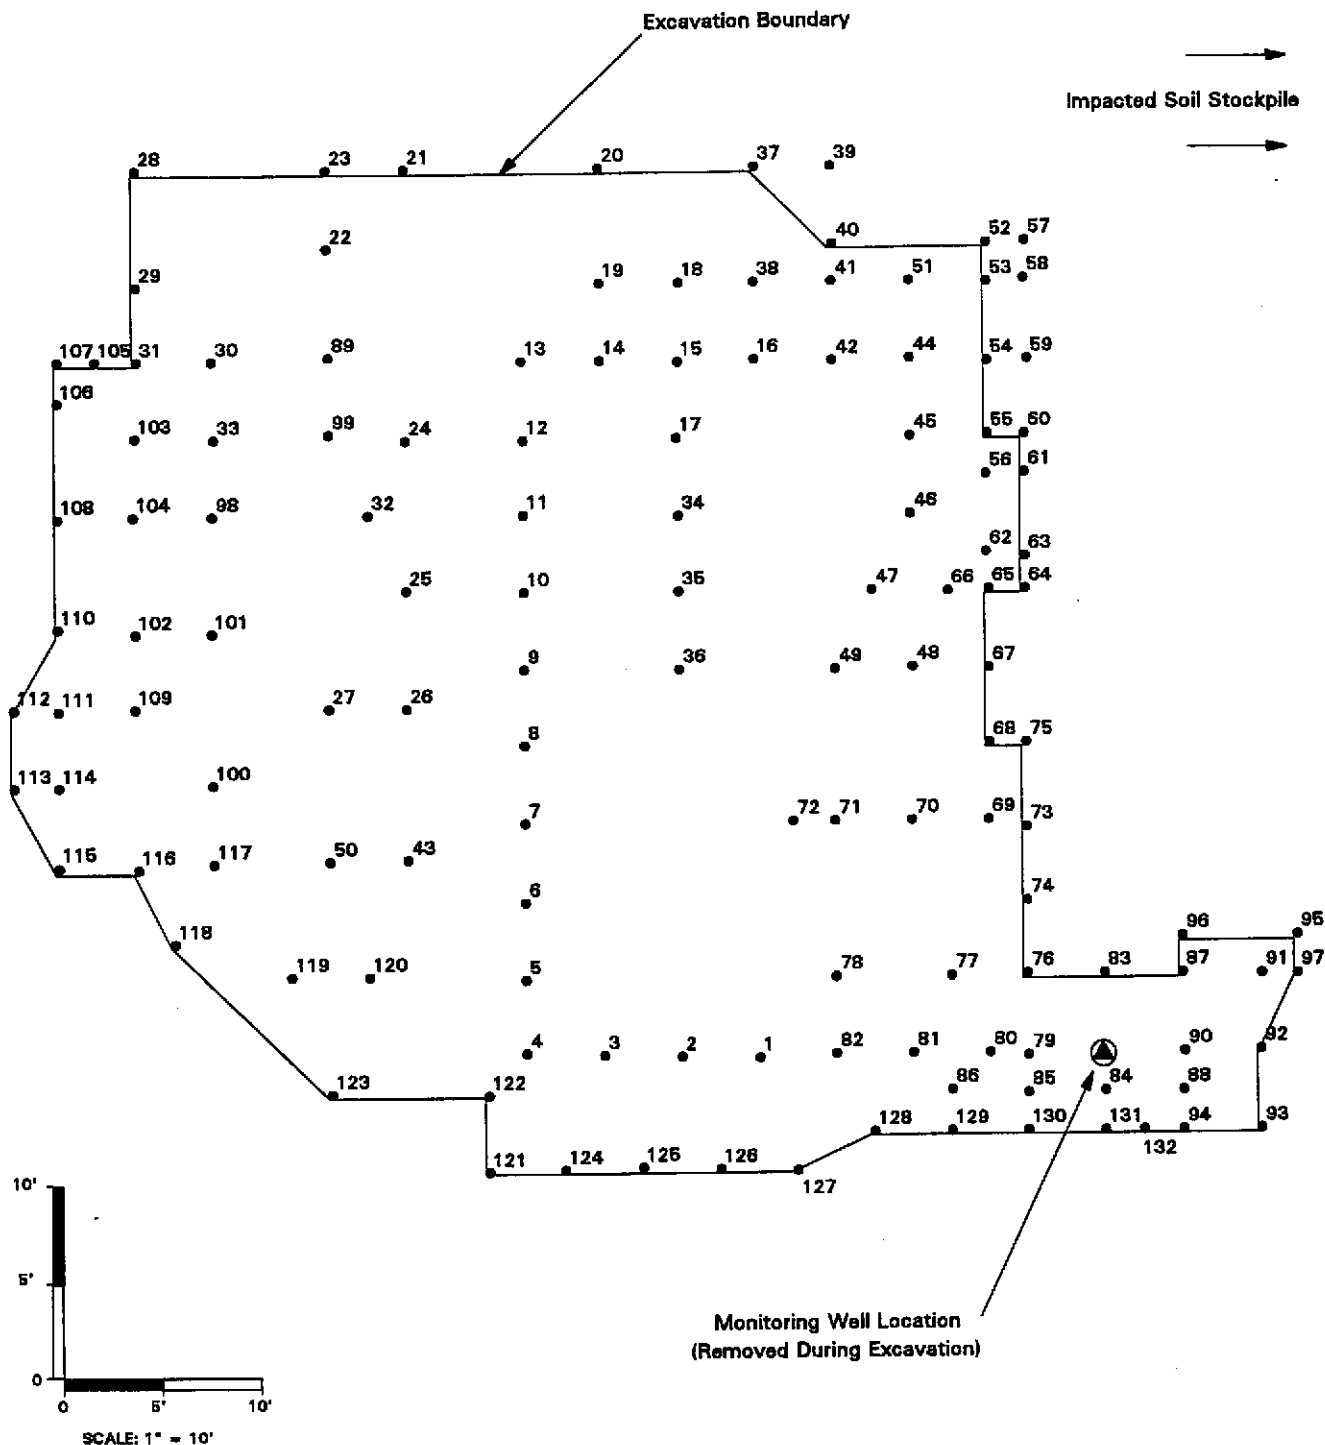 Excavation Boundary
Impacted Soil Stockpile
28 23 21 20 37 39
22 40 52 57
29 19 18 38 41 51 53 58
107 105 31 30 89 13 14 15 16 42 44 54 59
106
103 33 99 24 12 17 45 55 60
56 61
108 104 98 32 11 34 46
62 63
25 10 35 47 66 65 64
110 102 101
9 36 49 48 67
112 111 109 27 26
8 68 75
113 114 100
7 72 71 70 69 73
115 116 117 50 43
6 74
118 96 95
119 120 5 78 77 76 83 87 91 97
4 3 2 1 82 81 80 79 90 92
86 85 84 88
123 122
128 129 130 131 94 93
132
121 124 125 126
127
10'
5'
0
0 5' 10'
SCALE: 1" = 10'
Monitoring Well Location
(Removed During Excavation)